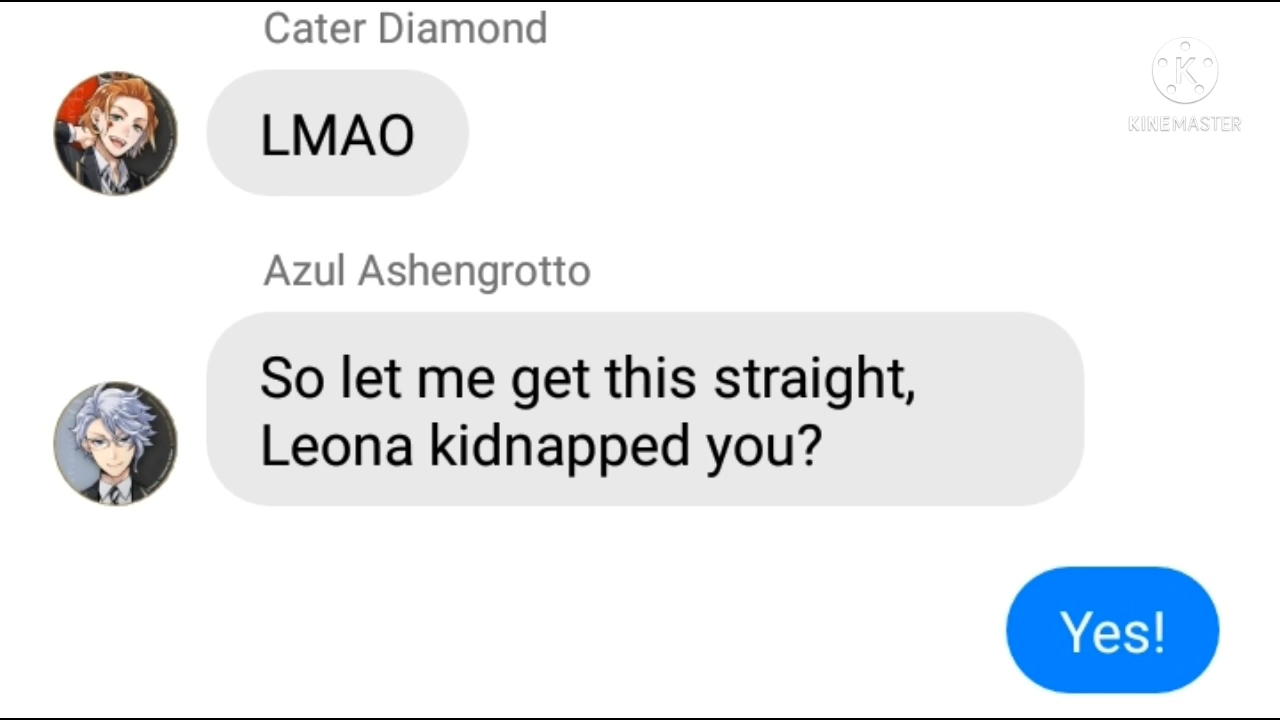 Cater Diamond
LMAO
KINEMASTER
Azul Ashengrotto
So let me get this straight,
Leona kidnapped you?
Yes!